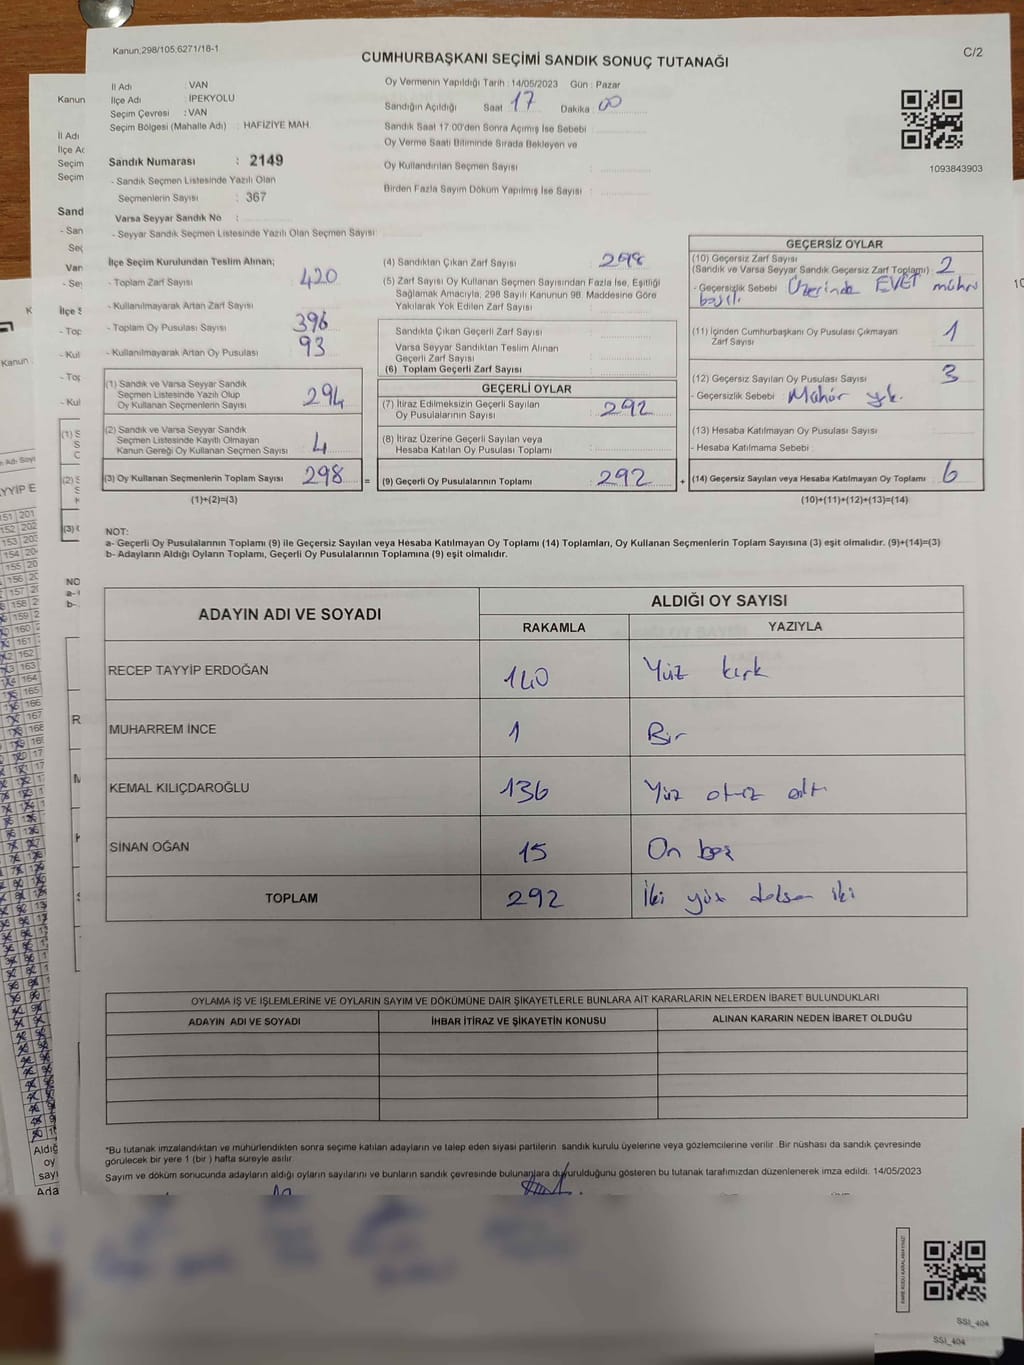 Kanun,298/105,6271/18-1
CUMHURBAŞKANI SEÇİMİ SANDIK SONUÇ TUTANAĞI
C/2
İl Adı : VAN
İlçe Adı İPEKYOLU
Seçim Çevresi : VAN
Seçim Bölgesi (Mahalle Adı) : HAFİZİYE MAH.
Oy Vermenin Yapıldığı Tarih : 14/05/2023 Gün : Pazar
Sandığın Açıldığı Saat 17 Dakika 00
Sandık Saat 17:00'den Sonra Açımış İse Sebebi
Oy Verme Saati Bitiminde Sırada Bekleyen ve
Oy Kullandırılan Seçmen Sayısı
Birden Fazla Sayım Döküm Yapılmış İse Sayısı
1093843903
Sandık Numarası : 2149
- Sandık Seçmen Listesinde Yazılı Olan
Seçmenlerin Sayısı : 367
Varsa Seyyar Sandık No :
- Seyyar Sandık Seçmen Listesinde Yazılı Olan Seçmen Sayısı
İlçe Seçim Kurulundan Teslim Alınan;
- Toplam Zarf Sayısı 420
- Kullanılmayarak Artan Zarf Sayısı
- Toplam Oy Pusulası Sayısı 396
- Kullanılmayarak Artan Oy Pusulası 93
(1) Sandık ve Varsa Seyyar Sandık
Seçmen Listesinde Yazılı Olup
Oy Kullanan Seçmenlerin Sayısı 294
(2) Sandık ve Varsa Seyyar Sandık
Seçmen Listesinde Kayıtlı Olmayan
Kanun Gereği Oy Kullanan Seçmen Sayısı 4
(3) Oy Kullanan Seçmenlerin Toplam Sayısı 298 =
(1)+(2)=(3)
(4) Sandıktan Çıkan Zarf Sayısı 298
(5) Zarf Sayısı Oy Kullanan Seçmen Sayısından Fazla İse, Eşitliği
Sağlamak Amacıyla, 298 Sayılı Kanunun 98. Maddesine Göre
Yakılarak Yok Edilen Zarf Sayısı
Sandıkta Çıkan Geçerli Zarf Sayısı
Varsa Seyyar Sandıktan Teslim Alınan
Geçerli Zarf Sayısı
(6) Toplam Geçerli Zarf Sayısı
GEÇERLİ OYLAR
(7) İtiraz Edilmeksizin Geçerli Sayılan
Oy Pusulalarının Sayısı : 292
(8) İtiraz Üzerine Geçerli Sayılan veya
Hesaba Katılan Oy Pusulası Toplamı
(9) Geçerli Oy Pusulalarının Toplamı : 292 +
GEÇERSİZ OYLAR
(10) Geçersiz Zarf Sayısı
(Sandık ve Varsa Seyyar Sandık Geçersiz Zarf Toplamı) 2
- Geçersizlik Sebebi Üzerinde EVET mührü
basılı.
(11) İçinden Cumhurbaşkanı Oy Pusulası Çıkmayan
Zarf Sayısı 1
(12) Geçersiz Sayılan Oy Pusulası Sayısı 3
- Geçersizlik Sebebi : Mühür yok.
(13) Hesaba Katılmayan Oy Pusulası Sayısı
- Hesaba Katılmama Sebebi
(14) Geçersiz Sayılan veya Hesaba Katılmayan Oy Toplamı 6
(10)+(11)+(12)+(13)=(14)
NOT:
a- Geçerli Oy Pusulalarının Toplamı (9) ile Geçersiz Sayılan veya Hesaba Katılmayan Oy Toplamı (14) Toplamları, Oy Kullanan Seçmenlerin Toplam Sayısına (3) eşit olmalıdır. (9)+(14)=(3)
b- Adayların Aldığı Oyların Toplamı, Geçerli Oy Pusulalarının Toplamına (9) eşit olmalıdır.
ADAYIN ADI VE SOYADI ALDIĞI OY SAYISI
RAKAMLA YAZIYLA
RECEP TAYYİP ERDOĞAN 140 Yüz kırk
MUHARREM İNCE 1 Bir
KEMAL KILIÇDAROĞLU 136 Yüz otuz altı
SİNAN OĞAN 15 On beş
TOPLAM 292 İki yüz doksan iki
OYLAMA İŞ VE İŞLEMLERİNE VE OYLARIN SAYIM VE DÖKÜMÜNE DAİR ŞİKAYETLERLE BUNLARA AİT KARARLARIN NELERDEN İBARET BULUNDUKLARI
ADAYIN ADI VE SOYADI İHBAR İTİRAZ VE ŞİKAYETİN KONUSU ALINAN KARARIN NEDEN İBARET OLDUĞU
*Bu tutanak imzalandıktan ve mühürlendikten sonra seçime katılan adayların ve talep eden siyasi partilerin sandık kurulu üyelerine veya gözlemcilerine verilir. Bir nüshası da sandık çevresinde
görülecek bir yere 1 (bir) hafta süreyle asılır.
Sayım ve döküm sonucunda adayların aldığı oyların sayılarını ve bunların sandık çevresinde bulunanlara duyurulduğunu gösteren bu tutanak tarafımızdan düzenlenerek imza edildi. 14/05/2023
SSI_404
SSI_404